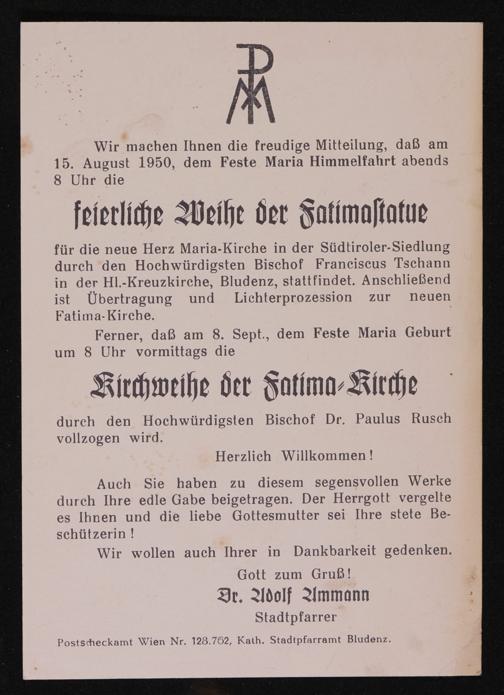 Wir machen Ihnen die freudige Mitteilung, daß am
15. August 1950, dem Feste Maria Himmelfahrt abends
8 Uhr die
feierliche Weihe der Fatimastatue
für die neue Herz Maria-Kirche in der Südtiroler-Siedlung
durch den Hochwürdigsten Bischof Franciscus Tschann
in der Hl.-Kreuzkirche, Bludenz, stattfindet. Anschließend
ist Übertragung und Lichterprozession zur neuen
Fatima-Kirche.
Ferner, daß am 8. Sept., dem Feste Maria Geburt
um 8 Uhr vormittags die
Kirchweihe der Fatima-Kirche
durch den Hochwürdigsten Bischof Dr. Paulus Rusch
vollzogen wird.
Herzlich Willkommen!
Auch Sie haben zu diesem segensvollen Werke
durch Ihre edle Gabe beigetragen. Der Herrgott vergelte
es Ihnen und die liebe Gottesmutter sei Ihre stete Be-
schützerin!
Wir wollen auch Ihrer in Dankbarkeit gedenken.
Gott zum Gruß!
Dr. Adolf Ammann
Stadtpfarrer
Postscheckamt Wien Nr. 128.762, Kath. Stadtpfarramt Bludenz.